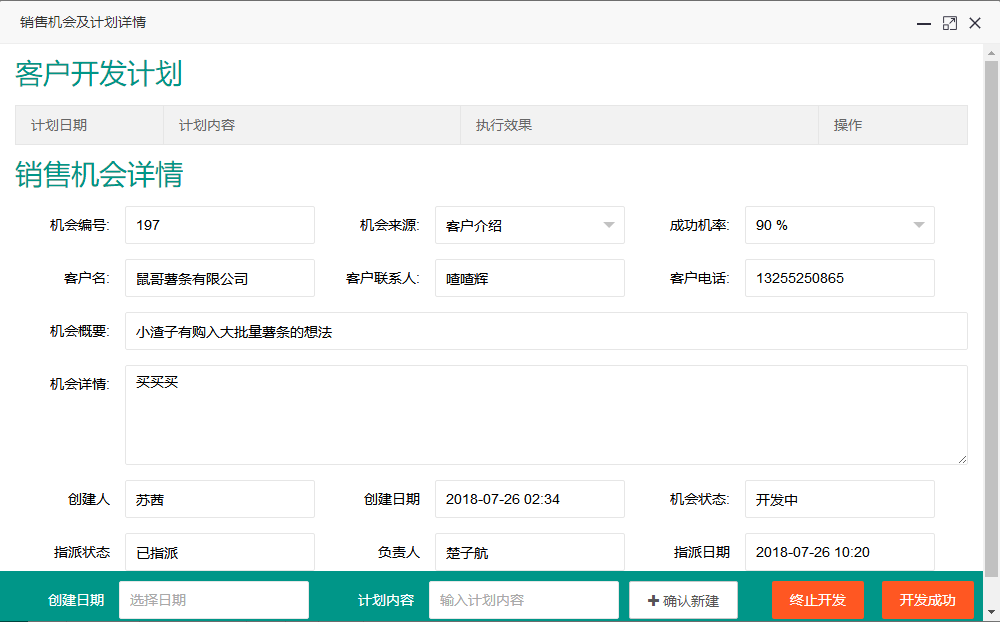 销售机会及计划详情
客户开发计划
计划日期 计划内容 执行效果 操作
销售机会详情
机会编号: 197 机会来源: 客户介绍 成功机率: 90 %
客户名: 鼠哥薯条有限公司 客户联系人: 喳喳辉 客户电话: 13255250865
机会概要: 小渣子有购入大批量薯条的想法
机会详情: 买买买
创建人 苏茜 创建日期 2018-07-26 02:34 机会状态: 开发中
指派状态 已指派 负责人 楚子航 指派日期 2018-07-26 10:20
创建日期 选择日期 计划内容 输入计划内容 +确认新建 终止开发 开发成功